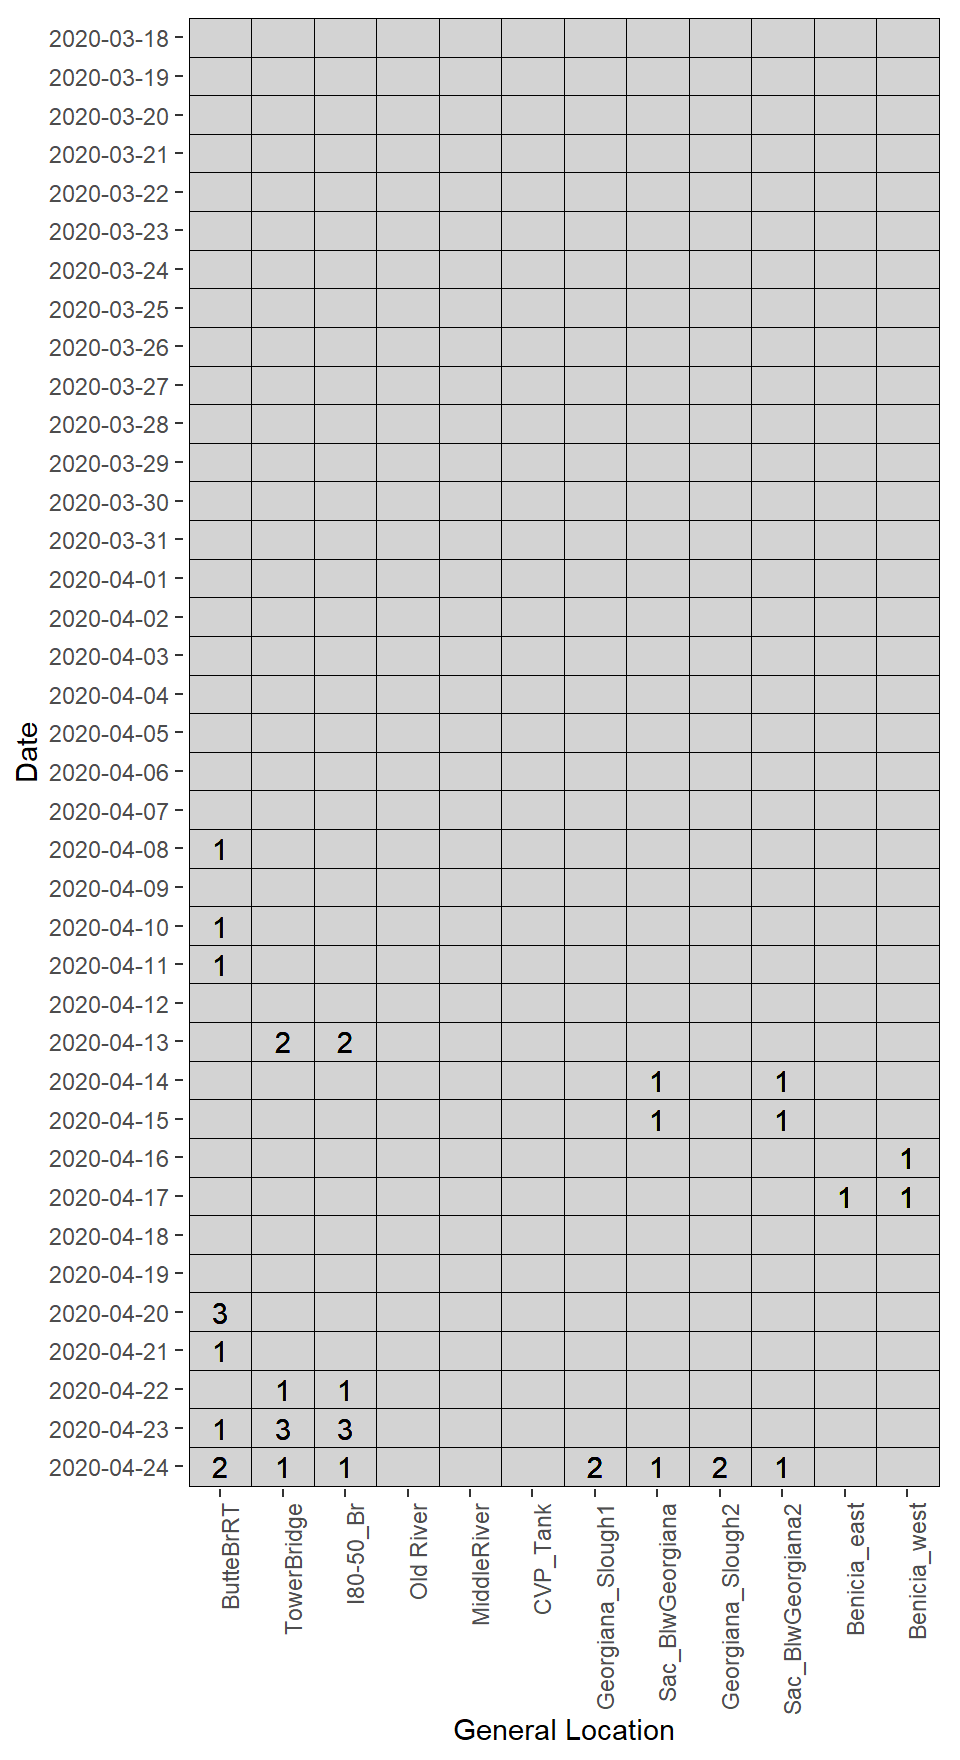 2020-03-18
2020-03-19
2020-03-20
2020-03-21
2020-03-22
2020-03-23
2020-03-24
2020-03-25
2020-03-26
2020-03-27
2020-03-28
2020-03-29
2020-03-30
2020-03-31
2020-04-01
2020-04-02
2020-04-03
2020-04-04
2020-04-05
2020-04-06
2020-04-07
2020-04-08 1
2020-04-09
2020-04-10 1
2020-04-11 1
2020-04-12
2020-04-13 2 2
2020-04-14 1 1
2020-04-15 1 1
2020-04-16 1
2020-04-17 1 1
2020-04-18
2020-04-19
2020-04-20 3
2020-04-21 1
2020-04-22 1 1
2020-04-23 1 3 3
2020-04-24 2 1 1 2 1 2 1
Date
ButteBrRT
TowerBridge
I80-50_Br
Old River
MiddleRiver
CVP_Tank
Georgiana_Slough1
Sac_BlwGeorgiana
Georgiana_Slough2
Sac_BlwGeorgiana2
Benicia_east
Benicia_west
General Location